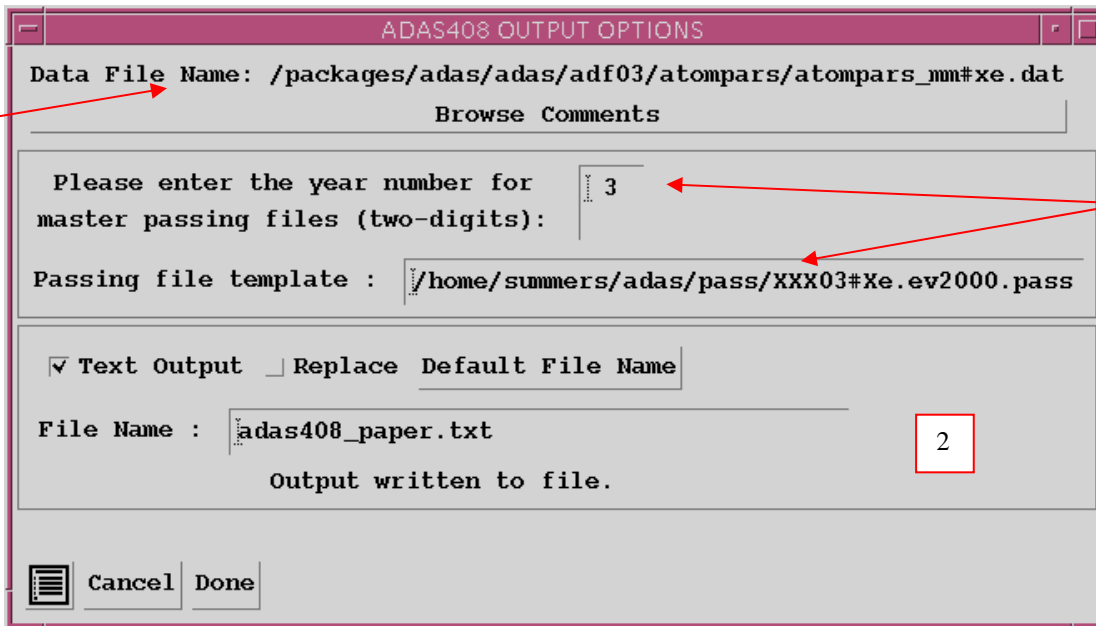 ADAS408 OUTPUT OPTIONS
Data File Name: /packages/adas/adas/adf03/atompars/atompars_mm#xe.dat
Browse Comments
Please enter the year number for
master passing files (two-digits):
3
Passing file template : /home/summers/adas/pass/XXX03#Xe.ev2000.pass
Text Output Replace Default File Name
File Name : adas408_paper.txt
2
Output written to file.
Cancel Done